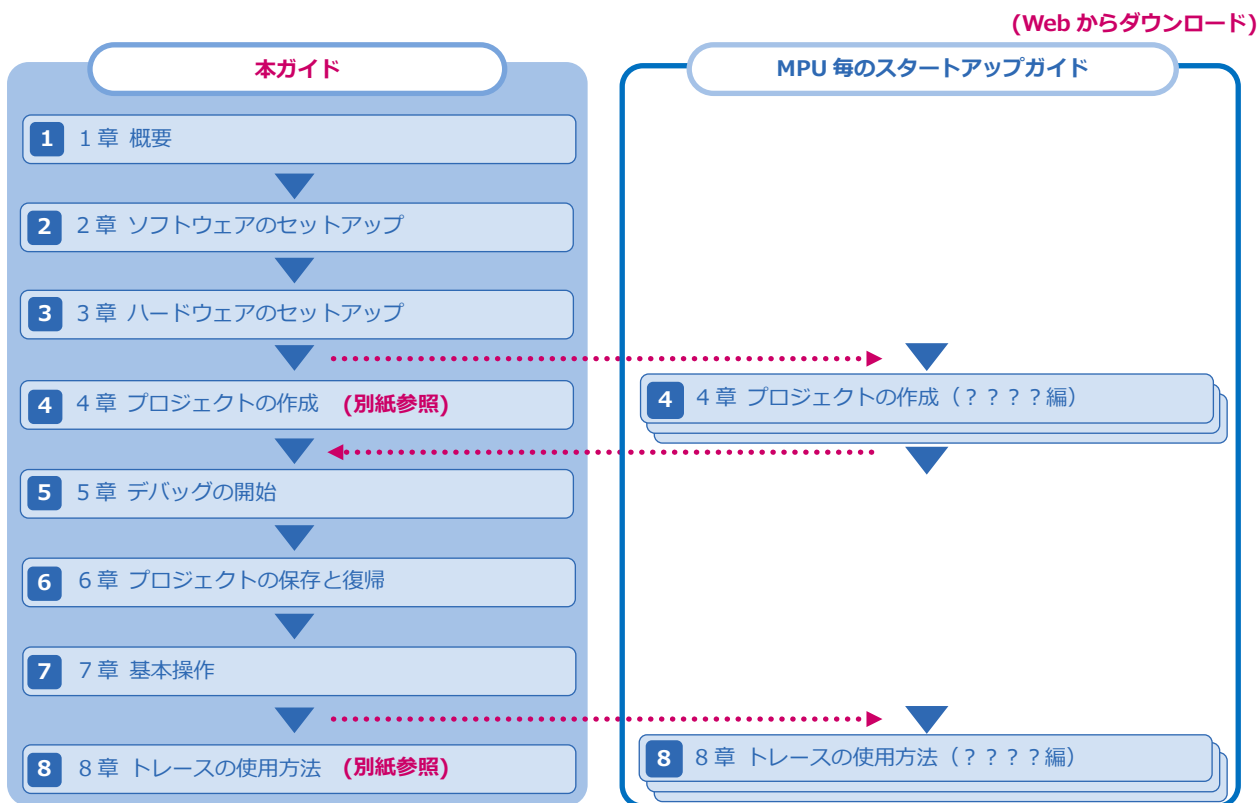 (Web からダウンロード)
本ガイド
MPU 毎のスタートアップガイド
1 1 章 概要
2 2 章 ソフトウェアのセットアップ
3 3 章 ハードウェアのセットアップ
4 4 章 プロジェクトの作成 (別紙参照)
4 4 章 プロジェクトの作成（？？？？編）
5 5 章 デバッグの開始
6 6 章 プロジェクトの保存と復帰
7 7 章 基本操作
8 8 章 トレースの使用方法 (別紙参照)
8 8 章 トレースの使用方法（？？？？編）